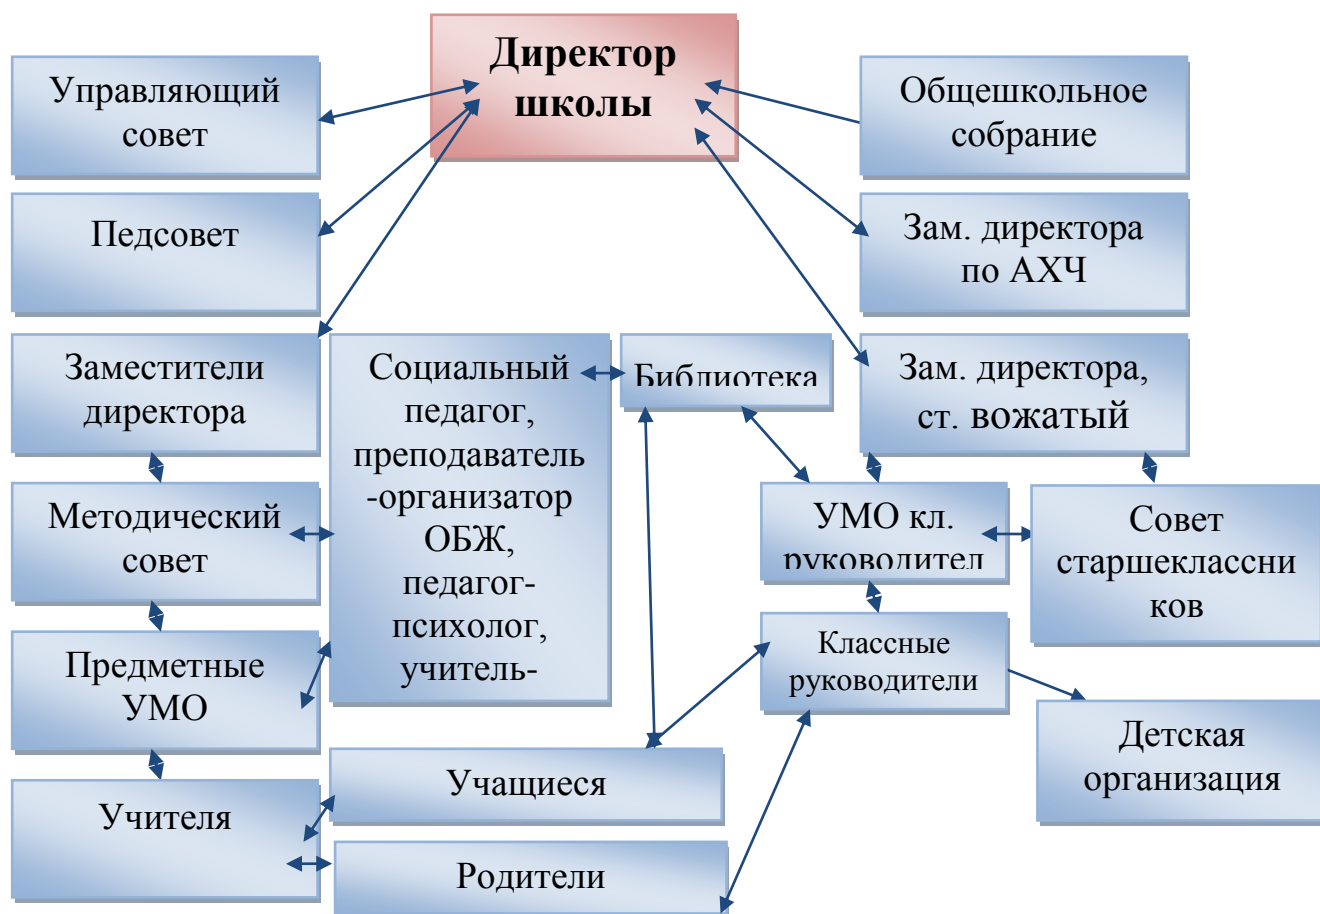 Директор
школы
Управляющий
совет
Общешкольное
собрание
Педсовет
Зам. директора
по АХЧ
Заместители
директора
Социальный
педагог,
преподаватель
-организатор
ОБЖ,
педагог-
психолог,
учитель-
Библиотека
Зам. директора,
ст. вожатый
Методический
совет
УМО кл.
руководител
Совет
старшеклассни
ков
Предметные
УМО
Классные
руководители
Детская
организация
Учителя
Учащиеся
Родители